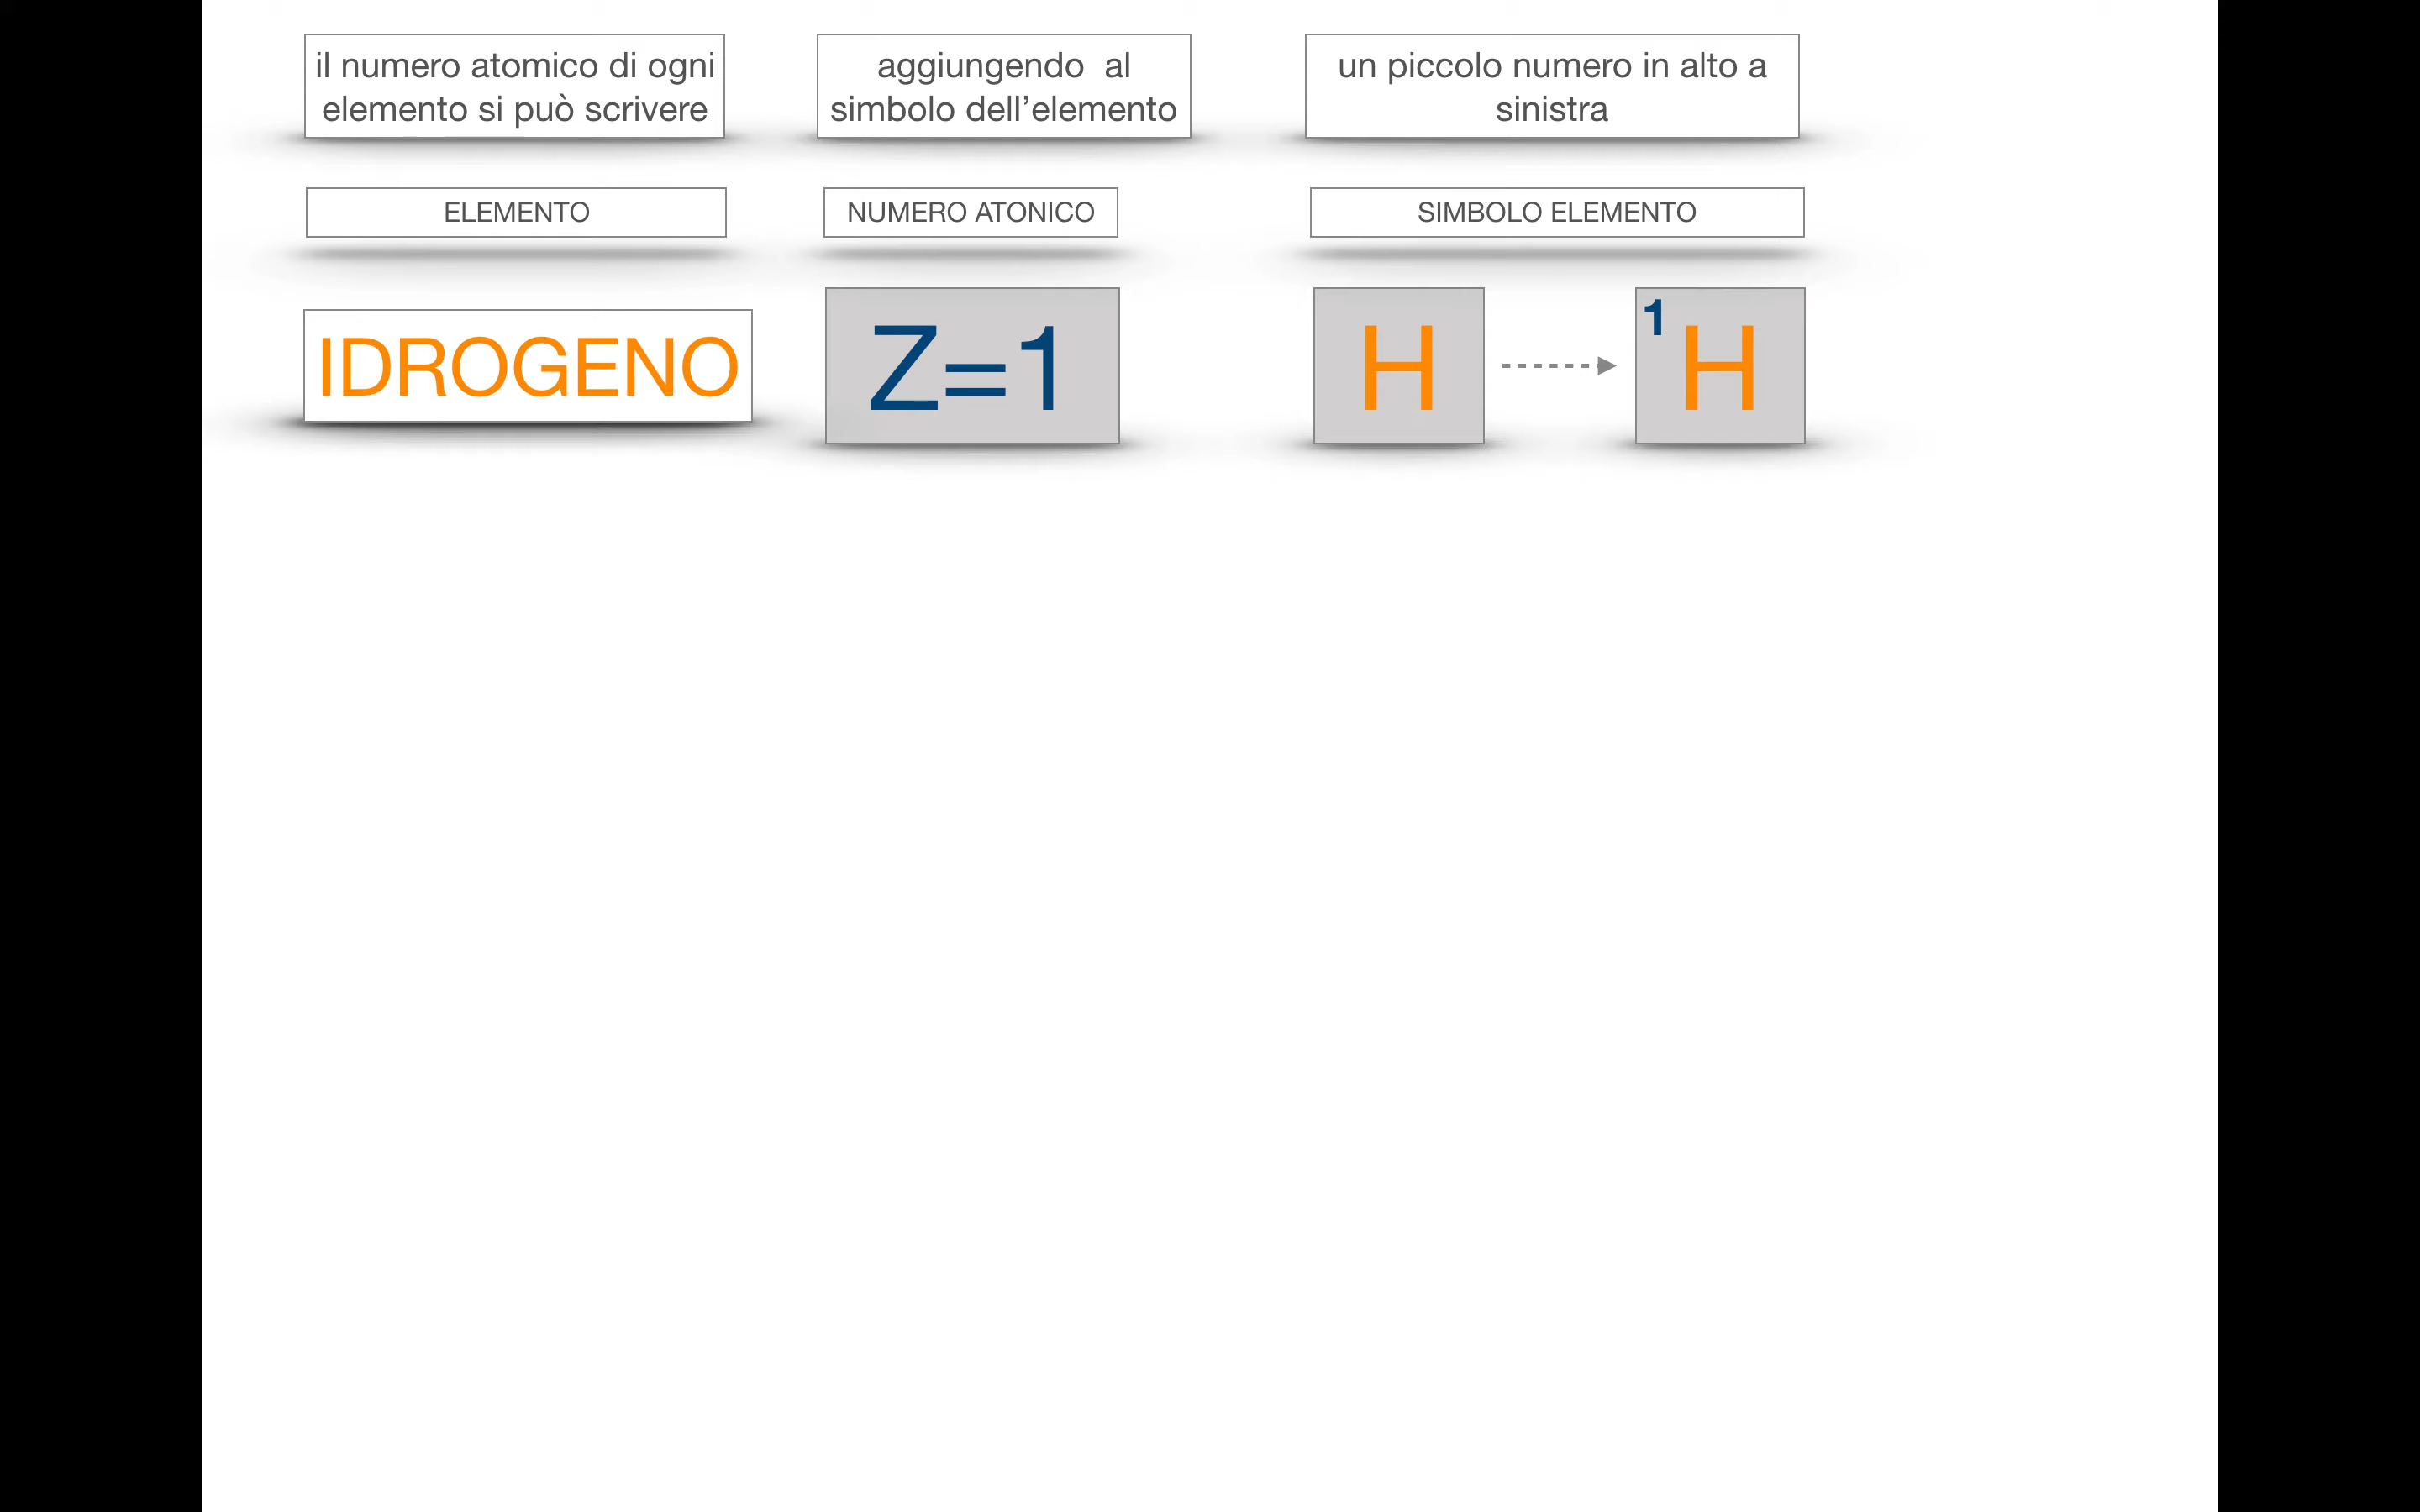 il numero atomico di ogni
elemento si può scrivere
aggiungendo  al
simbolo dell’elemento
un piccolo numero in alto a
sinistra
ELEMENTO
NUMERO ATONICO
SIMBOLO ELEMENTO
IDROGENO
Z=1
H
1
H